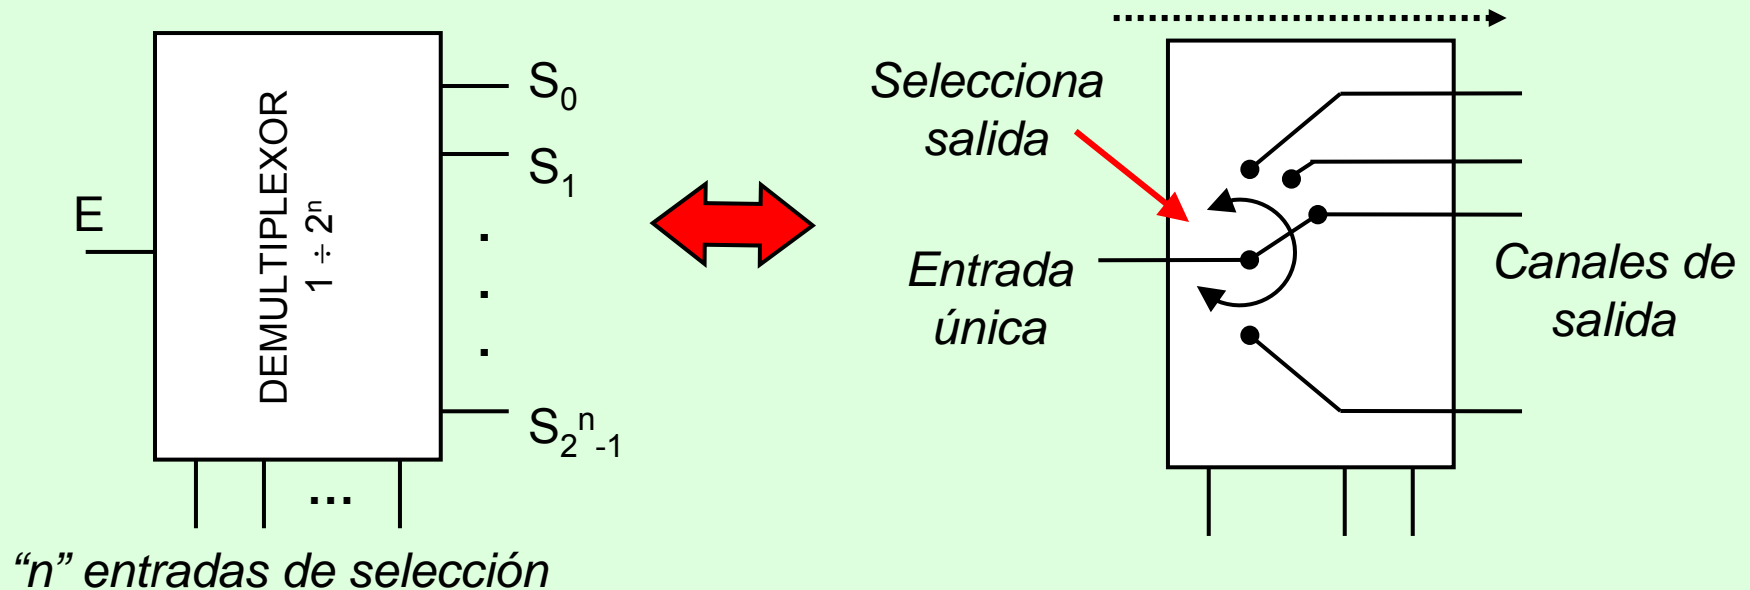 E
DEMULTIPLEXOR
1 ÷ 2ⁿ
S₀
S₁
.
.
.
S₂ⁿ₋₁
...
“n” entradas de selección
Selecciona
salida
Entrada
única
Canales de
salida